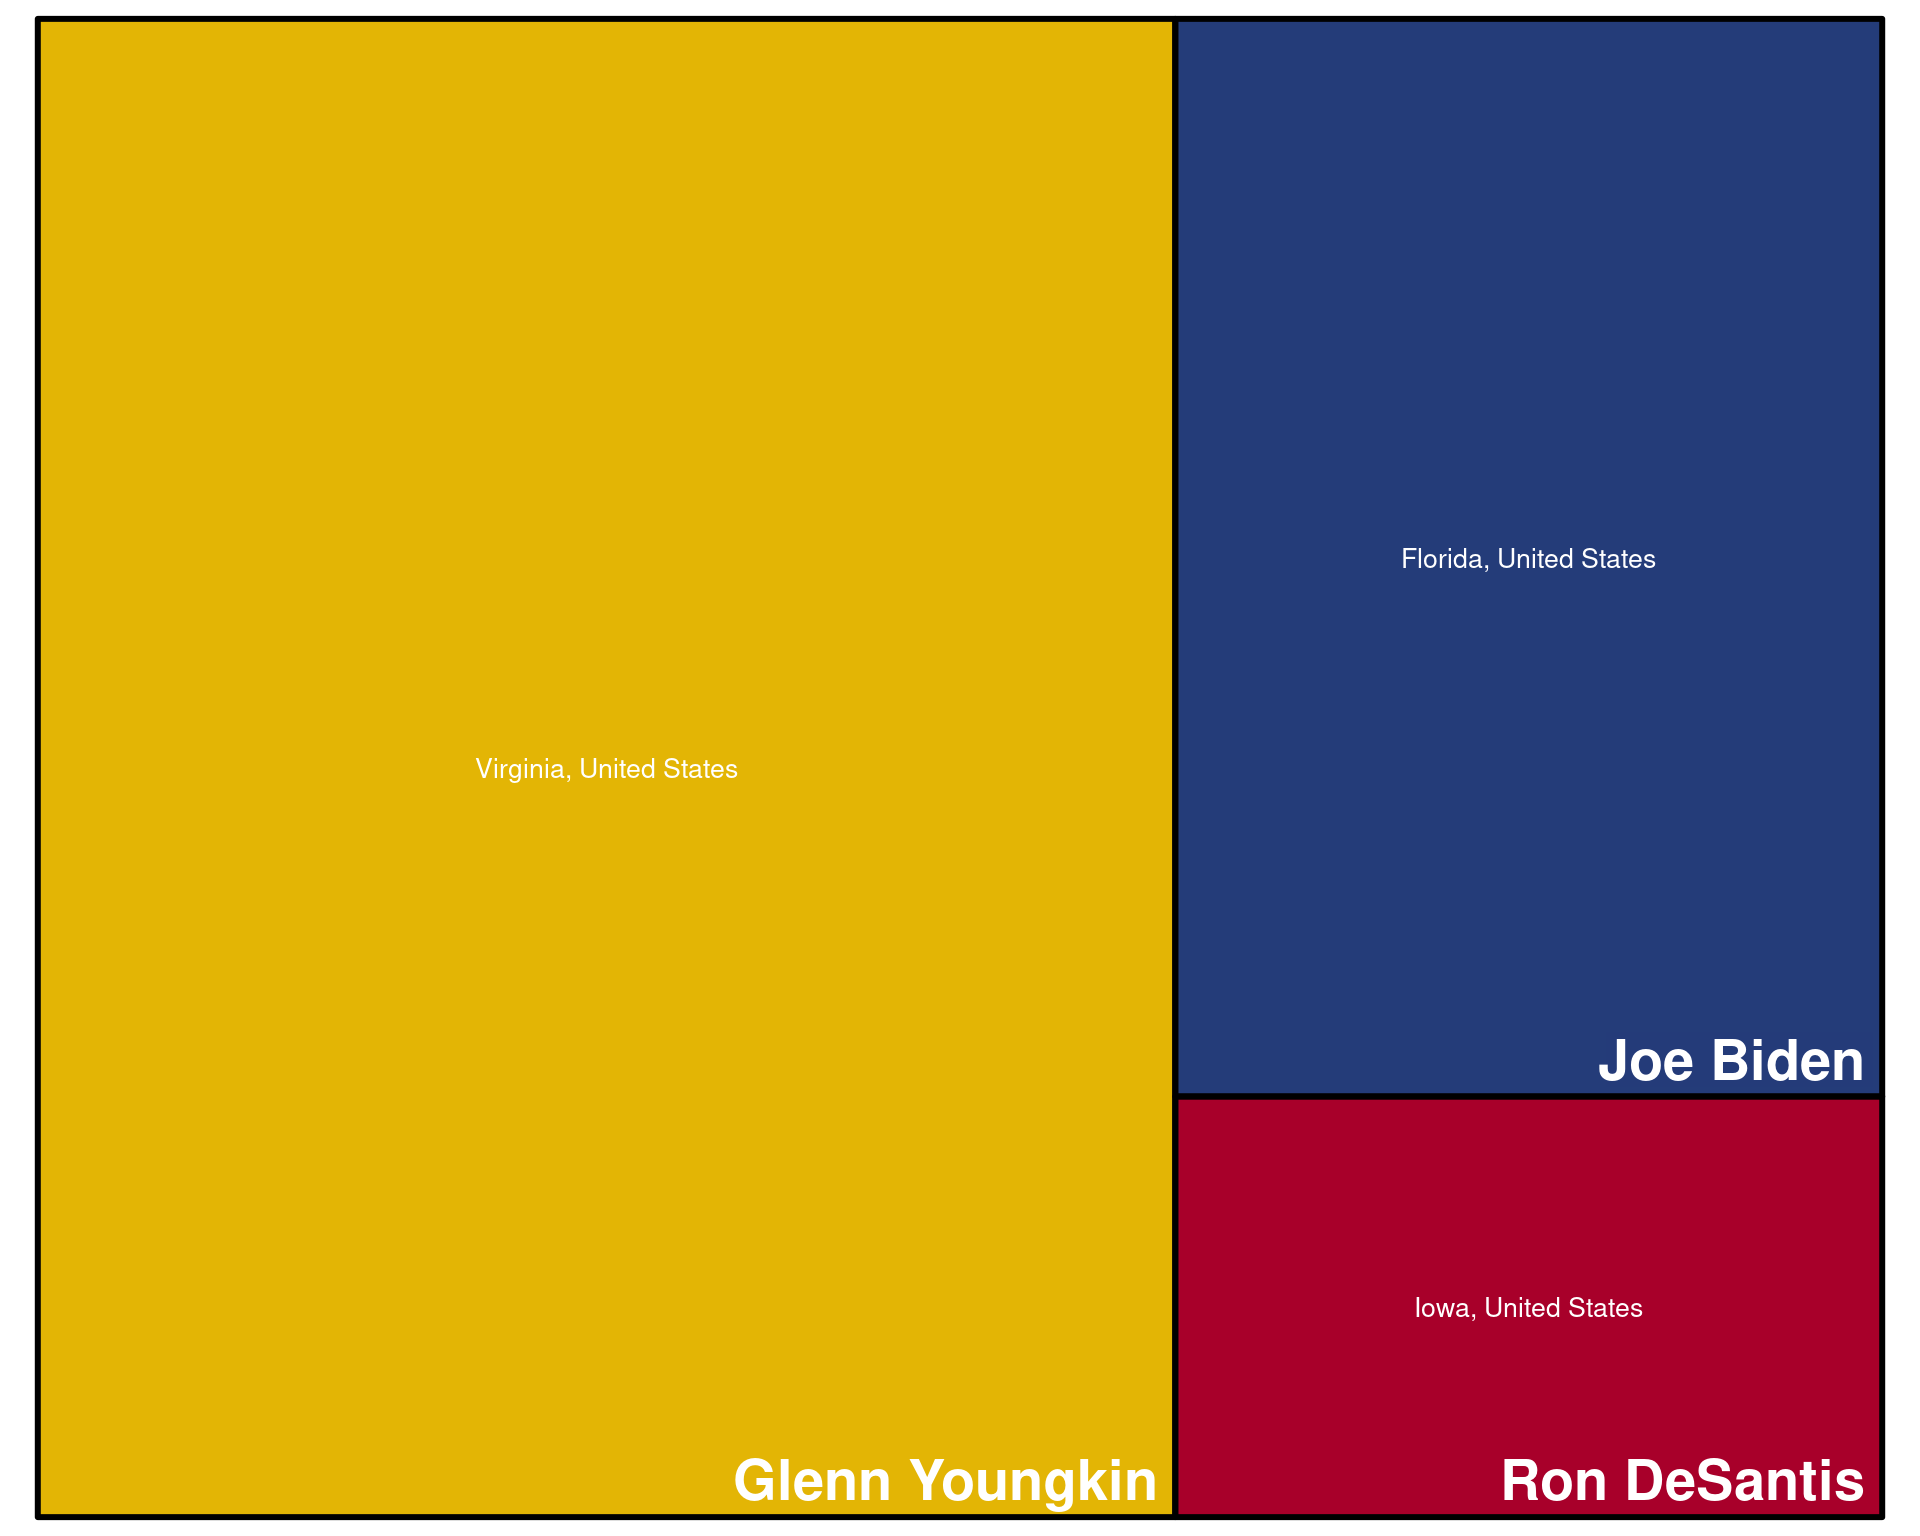 Virginia, United States
Glenn Youngkin
Florida, United States
Joe Biden
Iowa, United States
Ron DeSantis